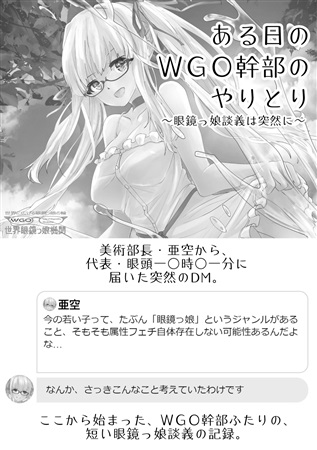 ある日の
WGO幹部の
やりとり
~眼鏡っ娘談義は突然に~
WGO
世界眼鏡っ娘機関
美術部長・亜空から、
代表・眼頭一〇時〇一分に
届いた突然のDM。
亜空
今の若い子って、たぶん「眼鏡っ娘」というジャンルがある
こと、そもそも属性フェチ自体存在しない可能性あるんだよ
な...
なんか、さっきこんなこと考えていたわけです
ここから始まった、WGO幹部ふたりの、
短い眼鏡っ娘談義の記録。